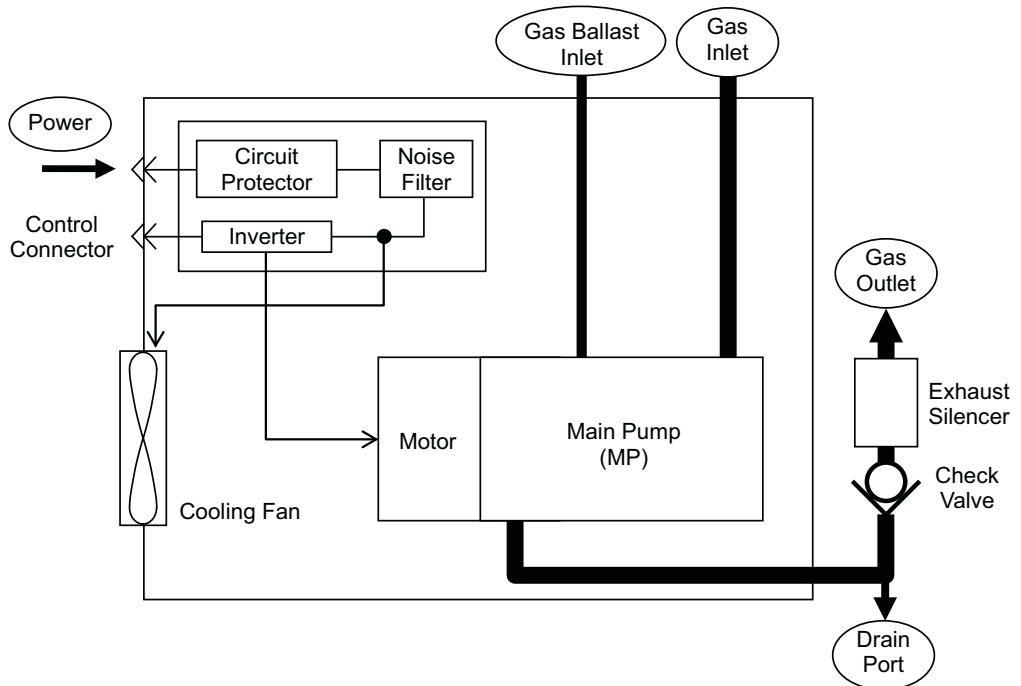 Gas Ballast
Inlet
Gas
Inlet
Power
Circuit
Protector
Noise
Filter
Control
Connector
Inverter
Gas
Outlet
Exhaust
Silencer
Motor
Main Pump
(MP)
Check
Valve
Cooling Fan
Drain
Port